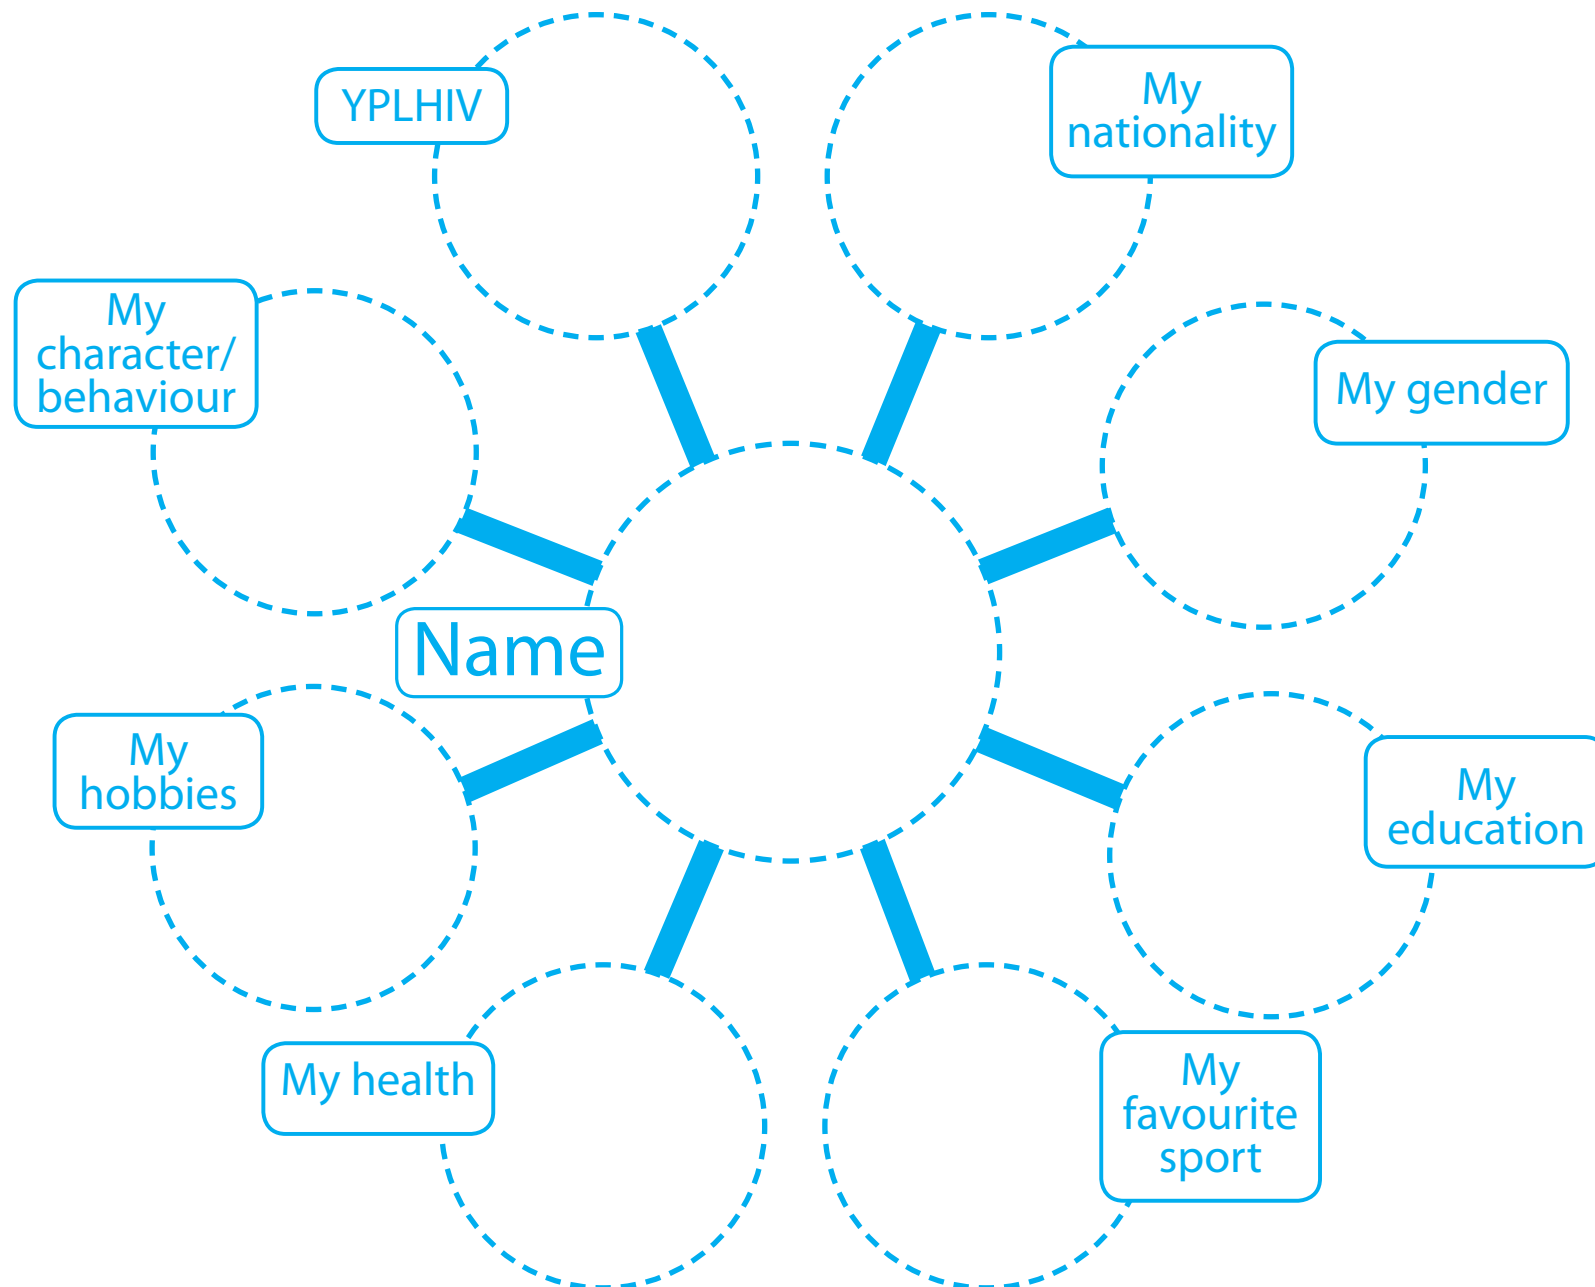 YPLHIV
My
nationality
My
character/
behaviour
My gender
Name
My
hobbies
My
education
My health
My
favourite
sport